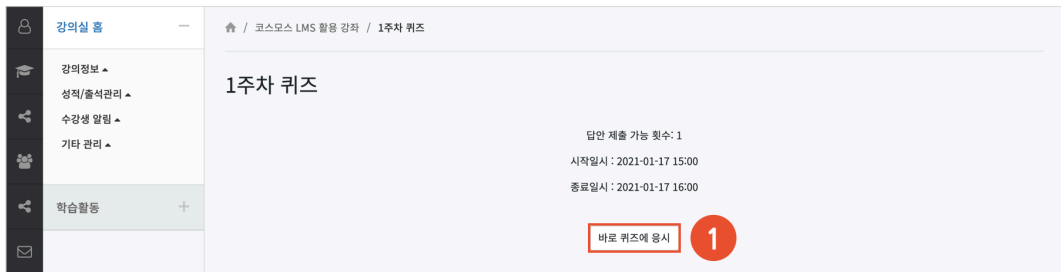 강의실 홈
강의정보
성적/출석관리
수강생 알림
기타 관리
학습활동
/ 코스모스 LMS 활용 강좌 / 1주차 퀴즈
1주차 퀴즈
답안 제출 가능 횟수: 1
시작일시 : 2021-01-17 15:00
종료일시 : 2021-01-17 16:00
바로 퀴즈에 응시
1